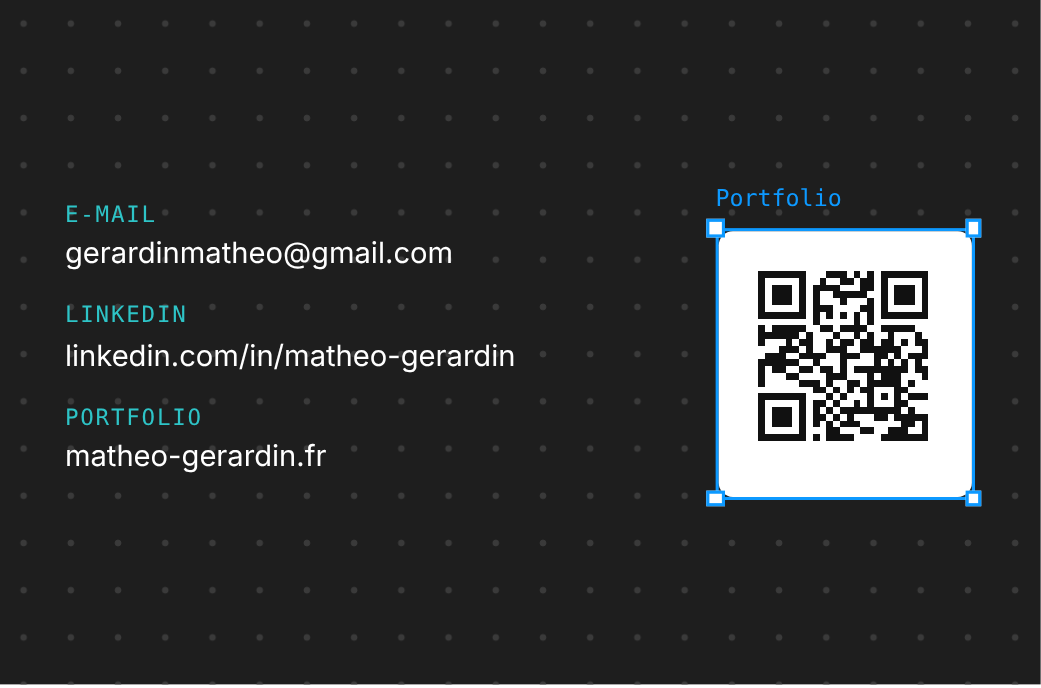 E-MAIL
gerardinmatheo@gmail.com
LINKEDIN
linkedin.com/in/matheo-gerardin
PORTFOLIO
matheo-gerardin.fr
Portfolio